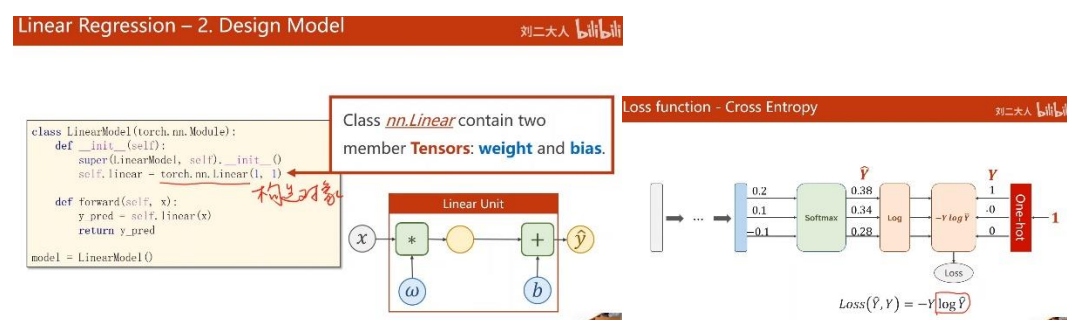 Linear Regression – 2. Design Model
刘二大人 bilibili
class LinearModel(torch.nn.Module):
def __init__(self):
super(LinearModel, self).__init__()
self.linear = torch.nn.Linear(1, 1)
构造对象
def forward(self, x):
y_pred = self.linear(x)
return y_pred
model = LinearModel()
Class nn.Linear contain two
member Tensors: weight and bias.
Linear Unit
x
*
+
ŷ
ω
b
Loss function - Cross Entropy
刘二大人 bilibili
Ŷ
Y
0.2
0.38
1
0.1
Softmax
0.34
Log
-Y log Ŷ
0
One-hot
1
-0.1
0.28
0
Loss
Loss(Ŷ, Y) = −Y log Ŷ